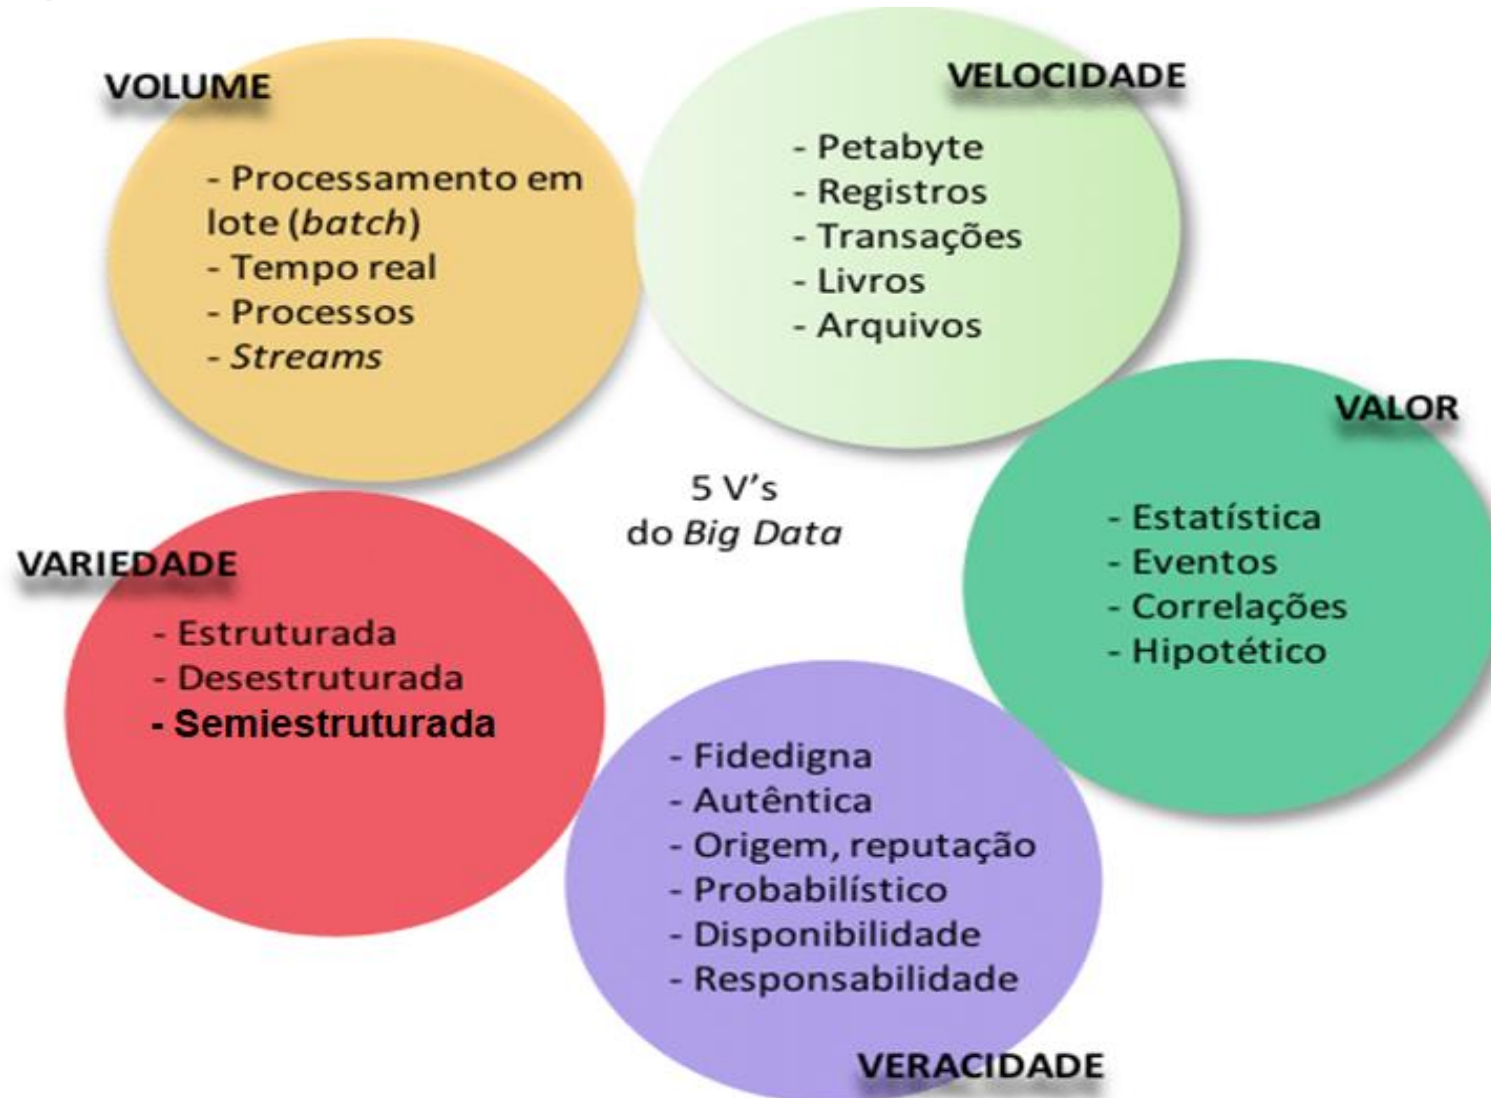 VOLUME
- Processamento em
lote (batch)
- Tempo real
- Processos
- Streams
VELOCIDADE
- Petabyte
- Registros
- Transações
- Livros
- Arquivos
VALOR
- Estatística
- Eventos
- Correlações
- Hipotético
5 V’s
do Big Data
VARIEDADE
- Estruturada
- Desestruturada
- Semiestruturada
- Fidedigna
- Autêntica
- Origem, reputação
- Probabilístico
- Disponibilidade
- Responsabilidade
VERACIDADE